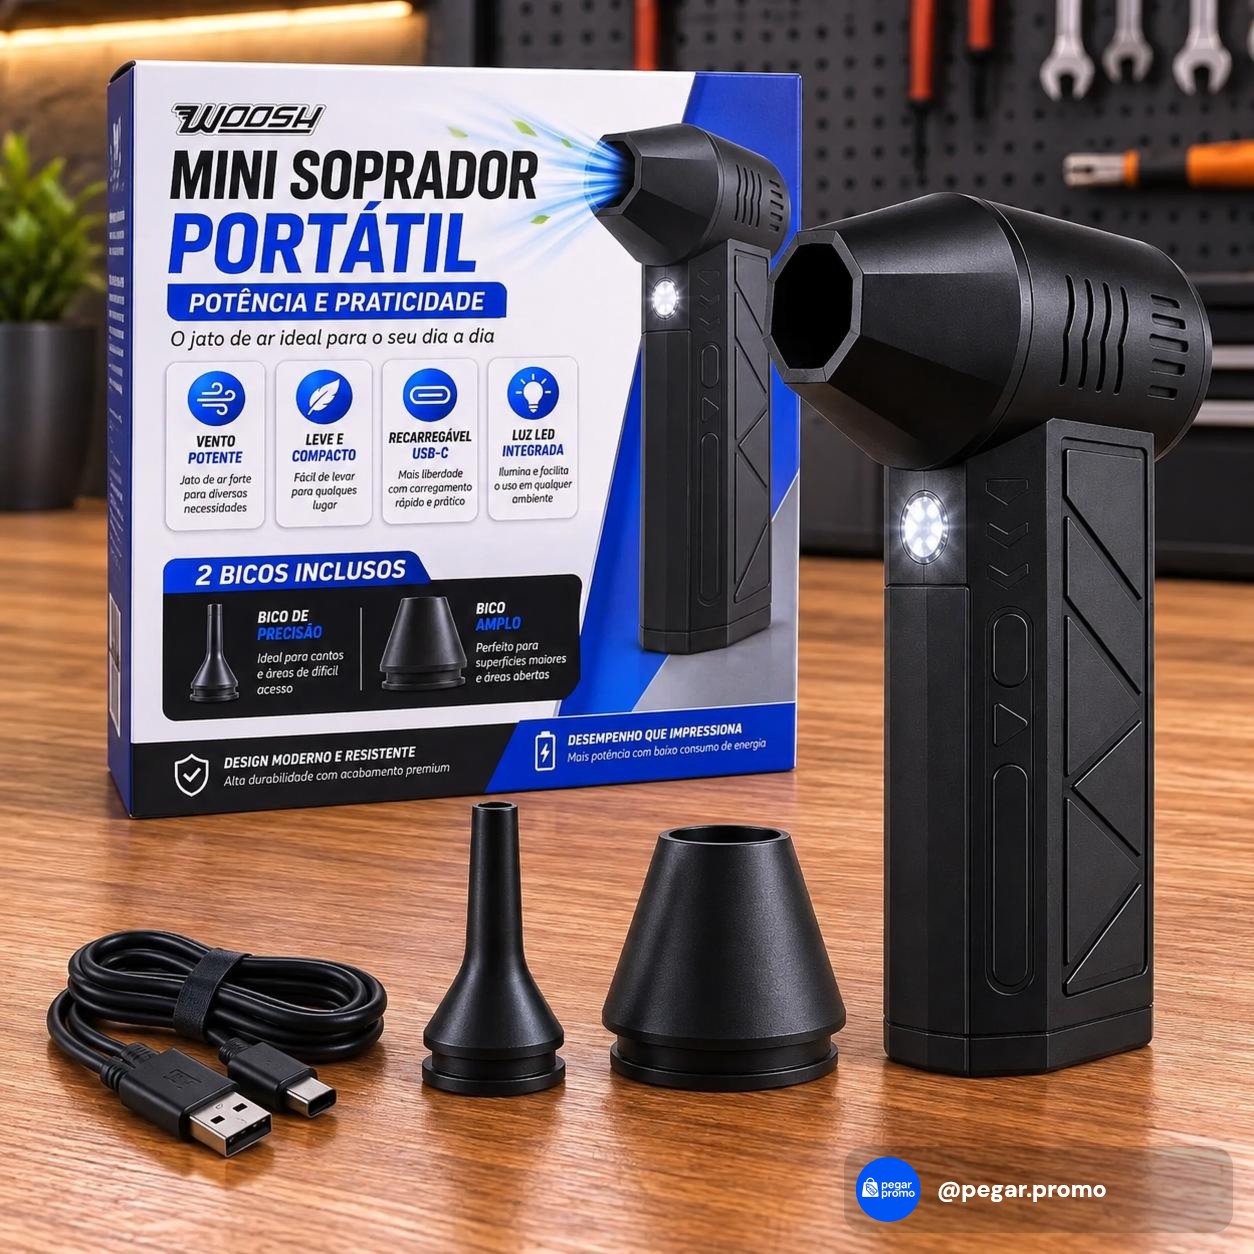 WOOSH
MINI SOPRADOR
PORTÁTIL
POTÊNCIA E PRATICIDADE
O jato de ar ideal para o seu dia a dia
VENTO
POTENTE
Jato de ar forte
para diversas
necessidades
LEVE E
COMPACTO
Fácil de levar
para qualques
lugar
RECARREGÁVEL
USB-C
Mais liberdade
com carregamento
rápido e prático
LUZ LED
INTEGRADA
Ilumina e facilita
o uso em qualquer
ambiente
2 BICOS INCLUSOS
BICO DE
PRECISÃO
Ideal para cantos
e áreas de difícil
acesso
BICO
AMPLO
Perfeito para
superfícies maiores
e áreas abertas
DESIGN MODERNO E RESISTENTE
Alta durabilidade com acabamento premium
DESEMPENHO QUE IMPRESSIONA
Mais potência com baixo consumo de energia
pegar
promo
@pegar.promo